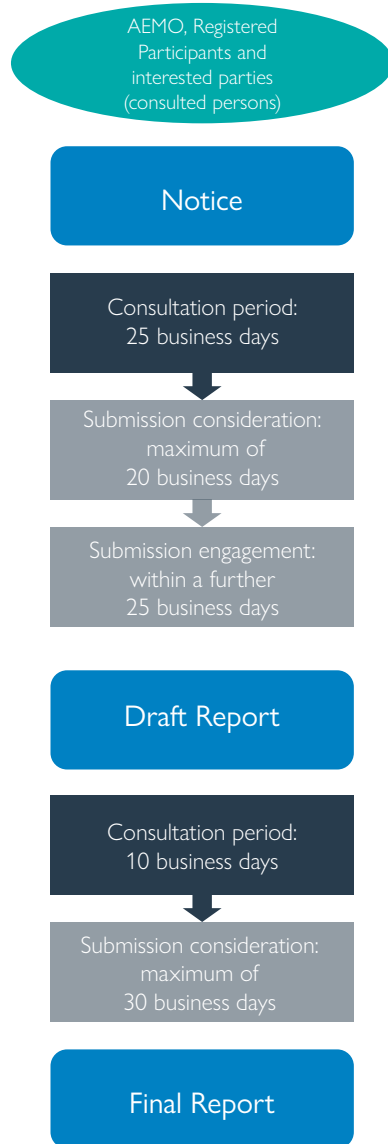 AEMO, Registered
Participants and
interested parties
(consulted persons)
Notice
Consultation period:
25 business days
Submission consideration:
maximum of
20 business days
Submission engagement:
within a further
25 business days
Draft Report
Consultation period:
10 business days
Submission consideration:
maximum of
30 business days
Final Report